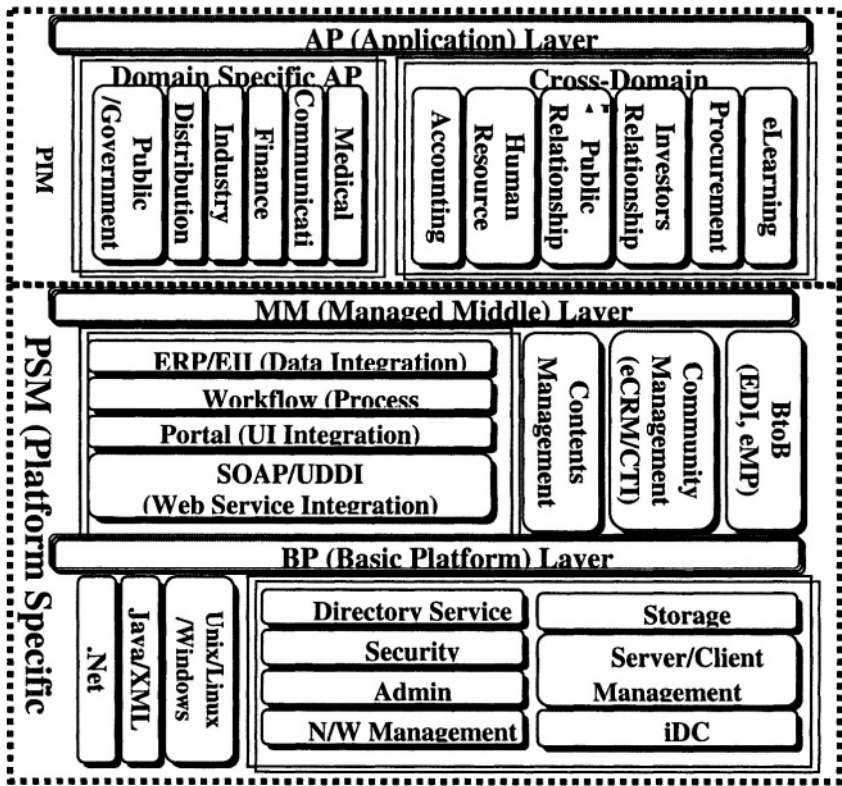 AP (Application) Layer
PIM
Domain Specific AP
Public
/Government
Distribution
Industry
Finance
Communicati
Medical
Cross-Domain
Accounting
Human
Resource
Public
Relationship
Investors
Relationship
Procurement
eLearning
PSM (Platform Specific
MM (Managed Middle) Layer
ERP/EII (Data Integration)
Workflow (Process
Portal (UI Integration)
SOAP/UDDI
(Web Service Integration)
Contents
Management
Community
Management
(eCRM/CTI)
BtoB
(EDI, eMP)
BP (Basic Platform) Layer
.Net
Java/XML
Unix/Linux
/Windows
Directory Service
Security
Admin
N/W Management
Storage
Server/Client
Management
iDC